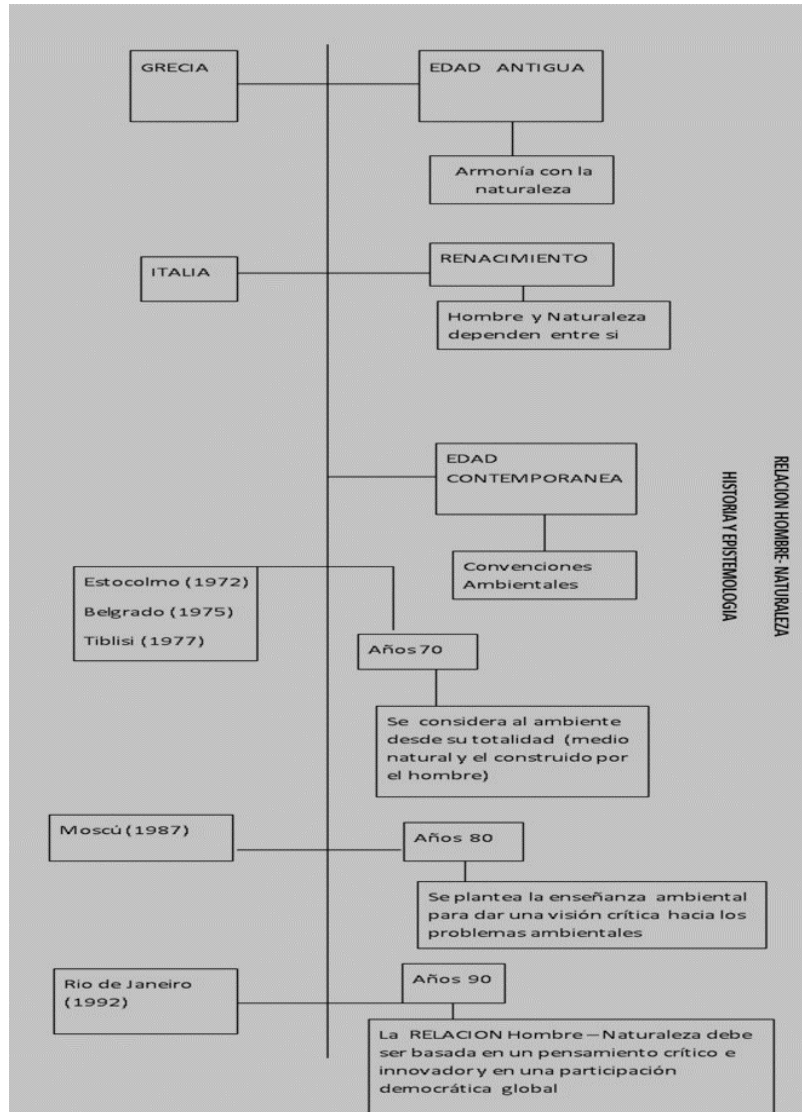 GRECIA
EDAD ANTIGUA
Armonía con la
naturaleza
ITALIA
RENACIMIENTO
Hombre y Naturaleza
dependen entre si
EDAD
CONTEMPORANEA
Convenciones
Ambientales
RELACION HOMBRE- NATURALEZA
HISTORIA Y EPISTEMOLOGIA
Estocolmo (1972)
Belgrado (1975)
Tiblisi (1977)
Años 70
Se considera al ambiente
desde su totalidad (medio
natural y el construido por
el hombre)
Moscú (1987)
Años 80
Se plantea la enseñanza ambiental
para dar una visión crítica hacia los
problemas ambientales
Rio de Janeiro
(1992)
Años 90
La RELACION Hombre – Naturaleza debe
ser basada en un pensamiento crítico e
innovador y en una participación
democrática global